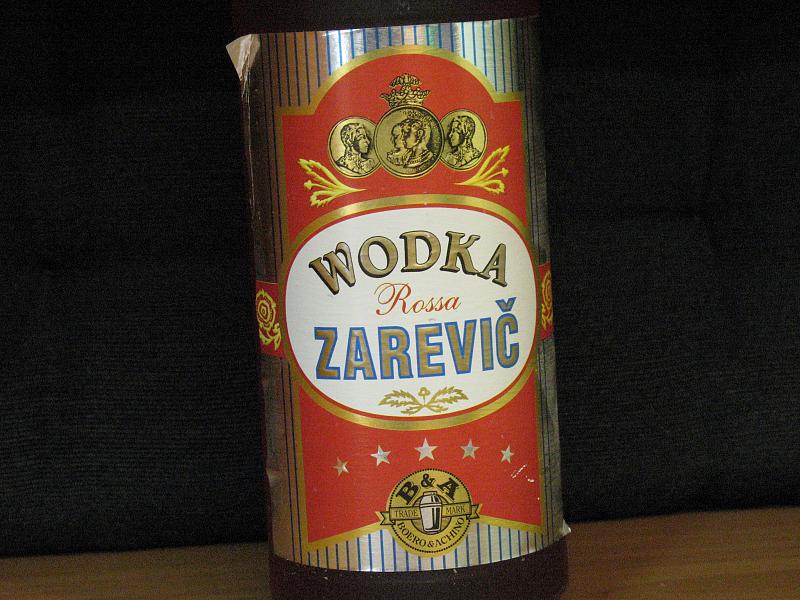 WODKA
Rossa
ZAREVIČ
B & A
TRADE MARK
BOERO & ACHINO